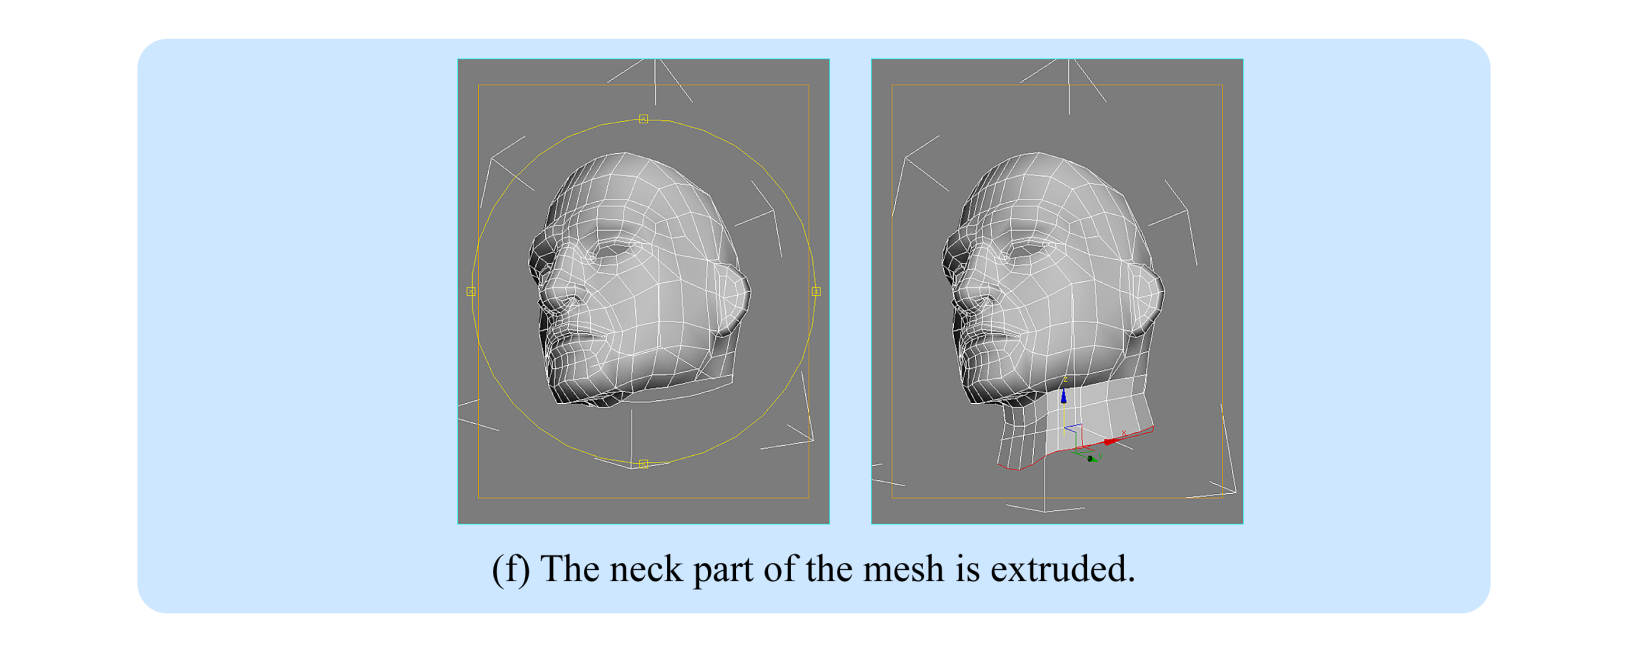 (f) The neck part of the mesh is extruded.